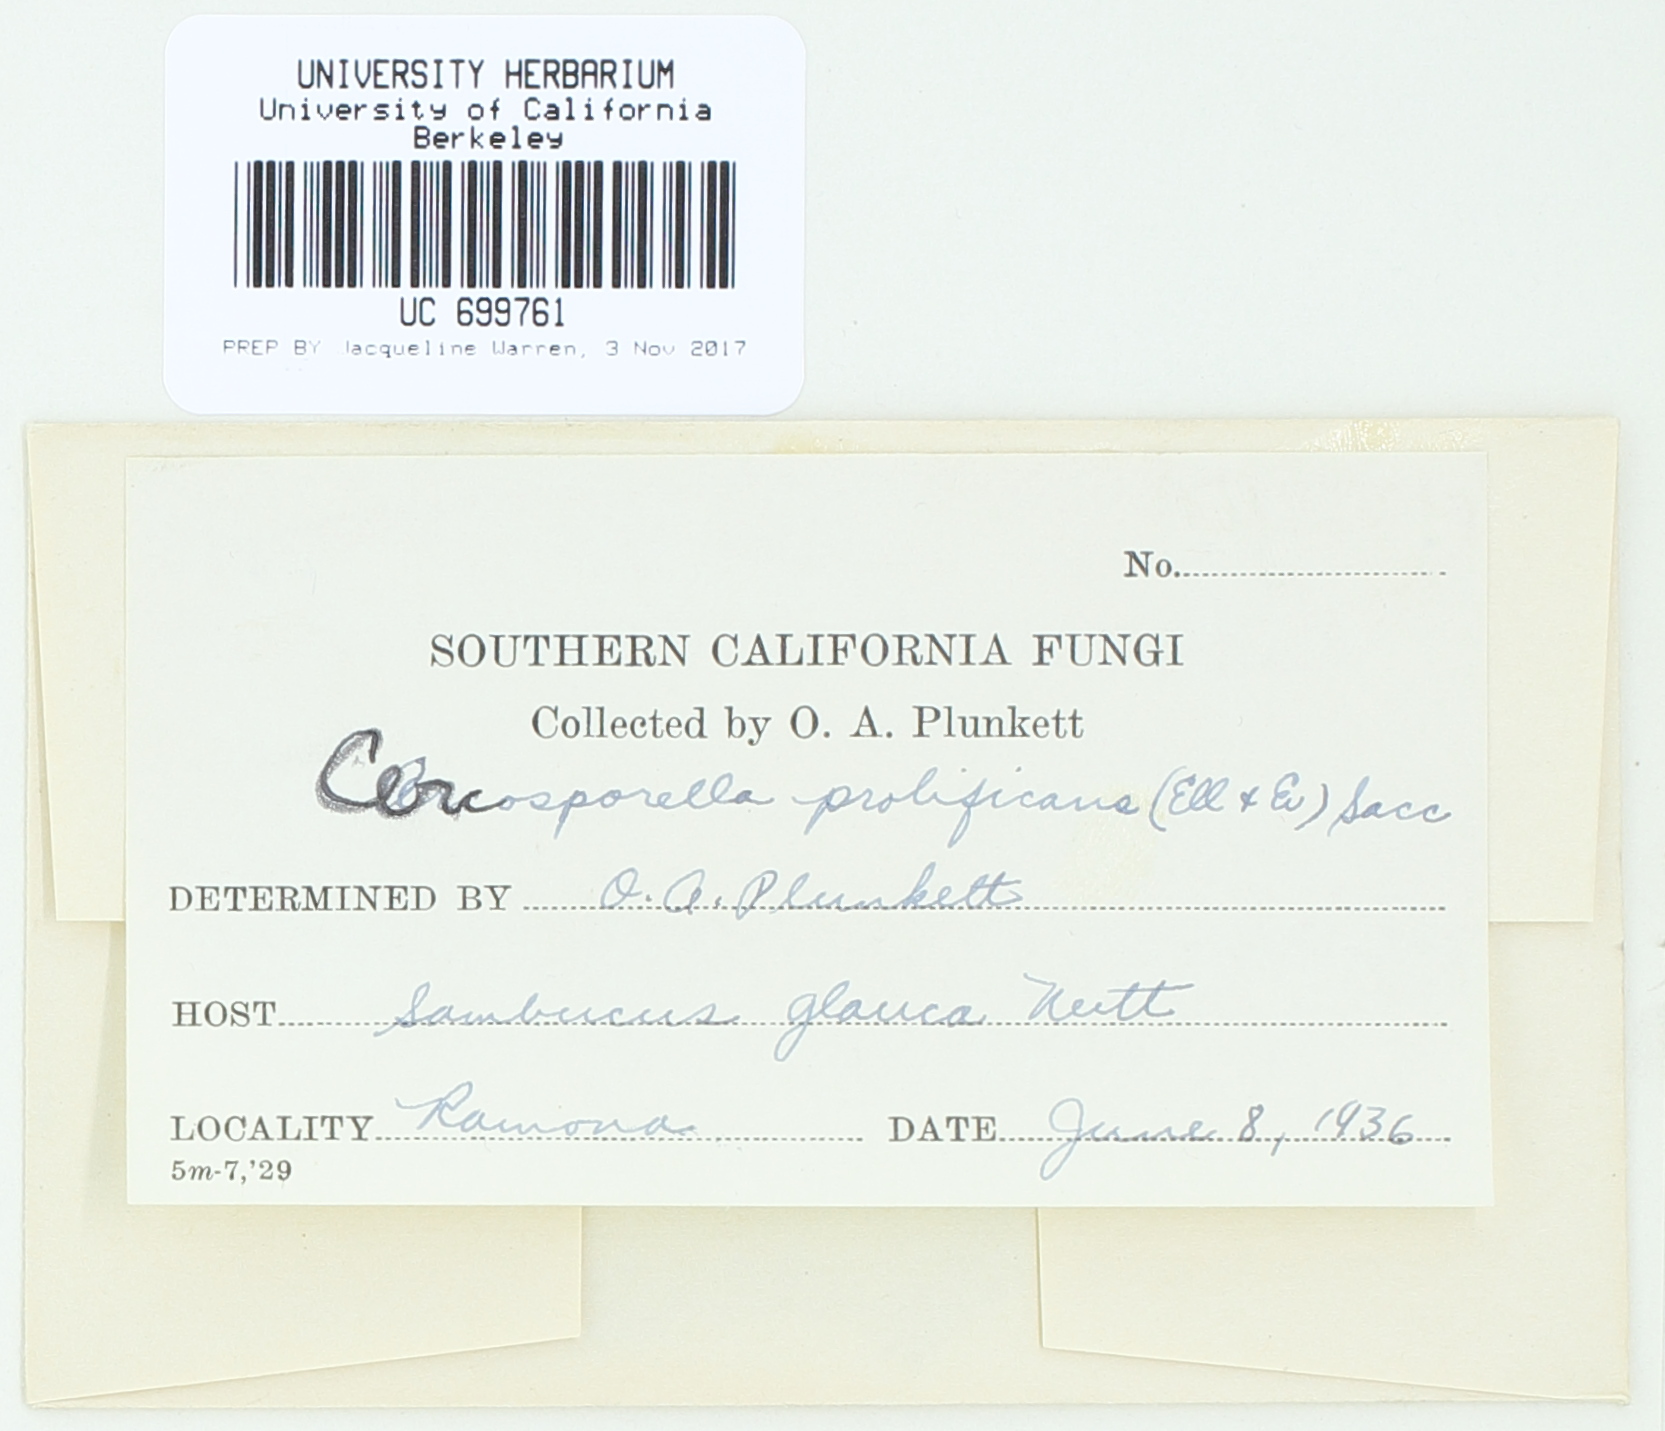 UNIVERSITY HERBARIUM
University of California
Berkeley
UC 699761
PREP BY Jacqueline Warren, 3 Nov 2017
No.
SOUTHERN CALIFORNIA FUNGI
Collected by O. A. Plunkett
Cercosporella prolificans (Ell & Ev) Sacc
DETERMINED BY O. A. Plunkett
HOST Sambucus glauca Nutt
LOCALITY Ramona DATE June 8, 1936
5m-7,'29